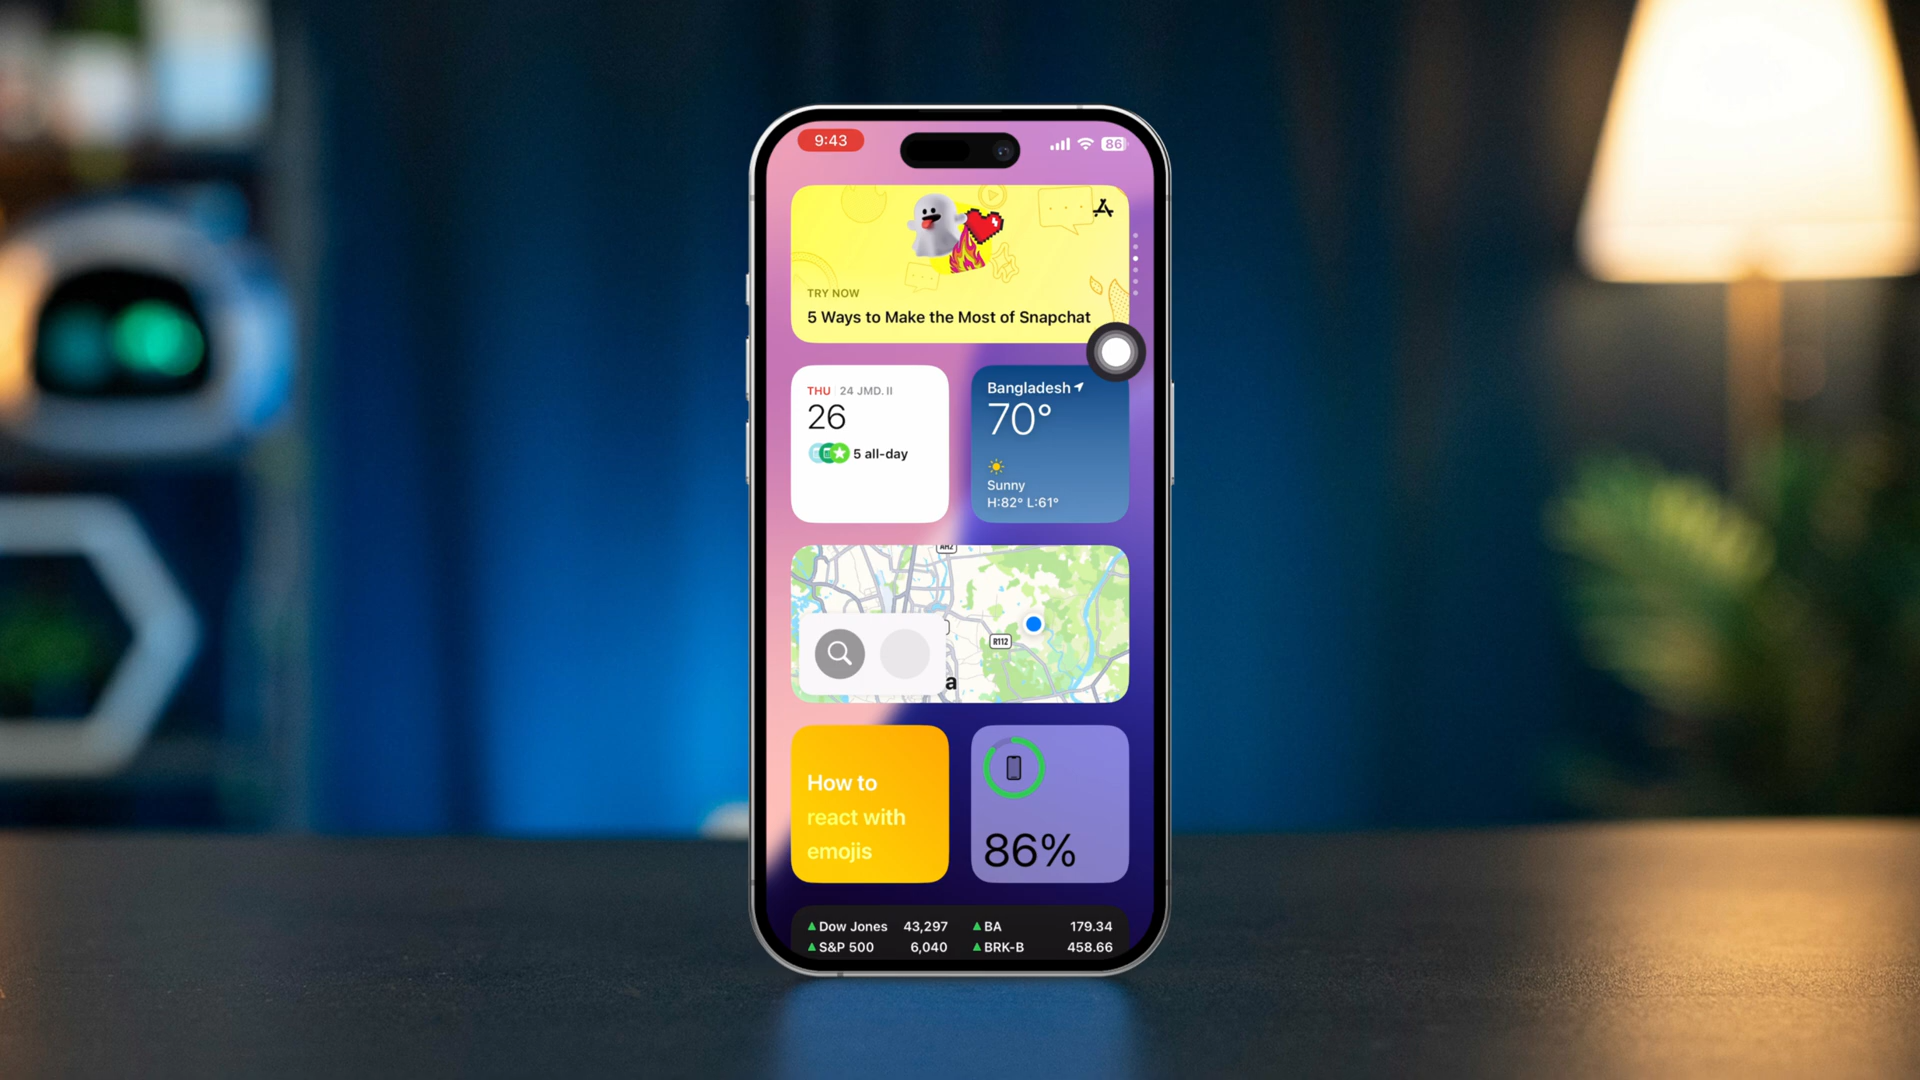 9:43
86
TRY NOW
5 Ways to Make the Most of Snapchat
THU 24 JMD. II
26
5 all-day
Bangladesh
70°
Sunny
H:82° L:61°
AH2
R112
a
How to
react with
emojis
86%
Dow Jones 43,297 BA 179.34
S&P 500 6,040 BRK-B 458.66